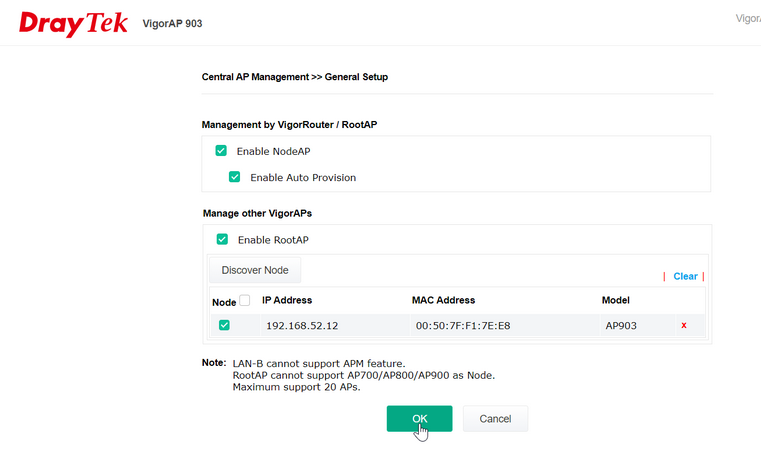 DrayTek VigorAP 903
Central AP Management >> General Setup
Management by VigorRouter / RootAP
Enable NodeAP
Enable Auto Provision
Manage other VigorAPs
Enable RootAP
Discover Node
| Clear |
Node IP Address MAC Address Model
192.168.52.12 00:50:7F:F1:7E:E8 AP903 x
Note: LAN-B cannot support APM feature.
RootAP cannot support AP700/AP800/AP900 as Node.
Maximum support 20 APs.
OK Cancel